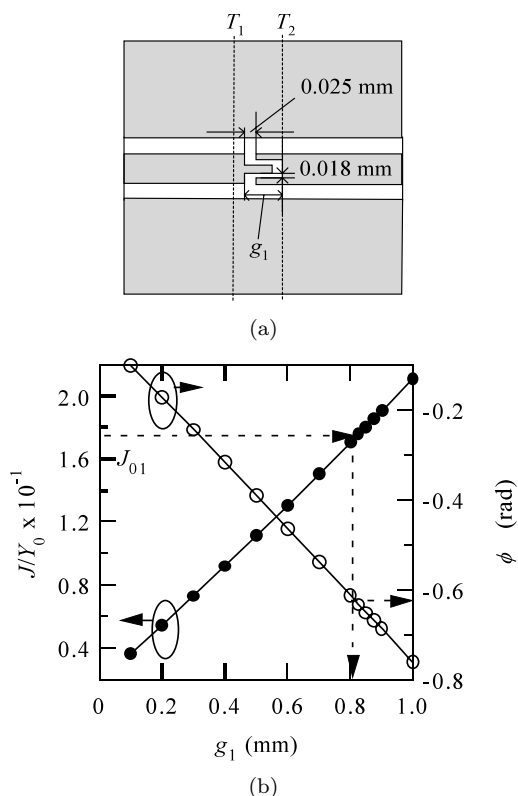 T₁ T₂
0.025 mm
0.018 mm
g₁
(a)
2.0
1.6
1.2
0.8
0.4
J/Y₀ x 10⁻¹
J₀₁
-0.2
-0.4
-0.6
-0.8
ϕ (rad)
0 0.2 0.4 0.6 0.8 1.0
g₁ (mm)
(b)